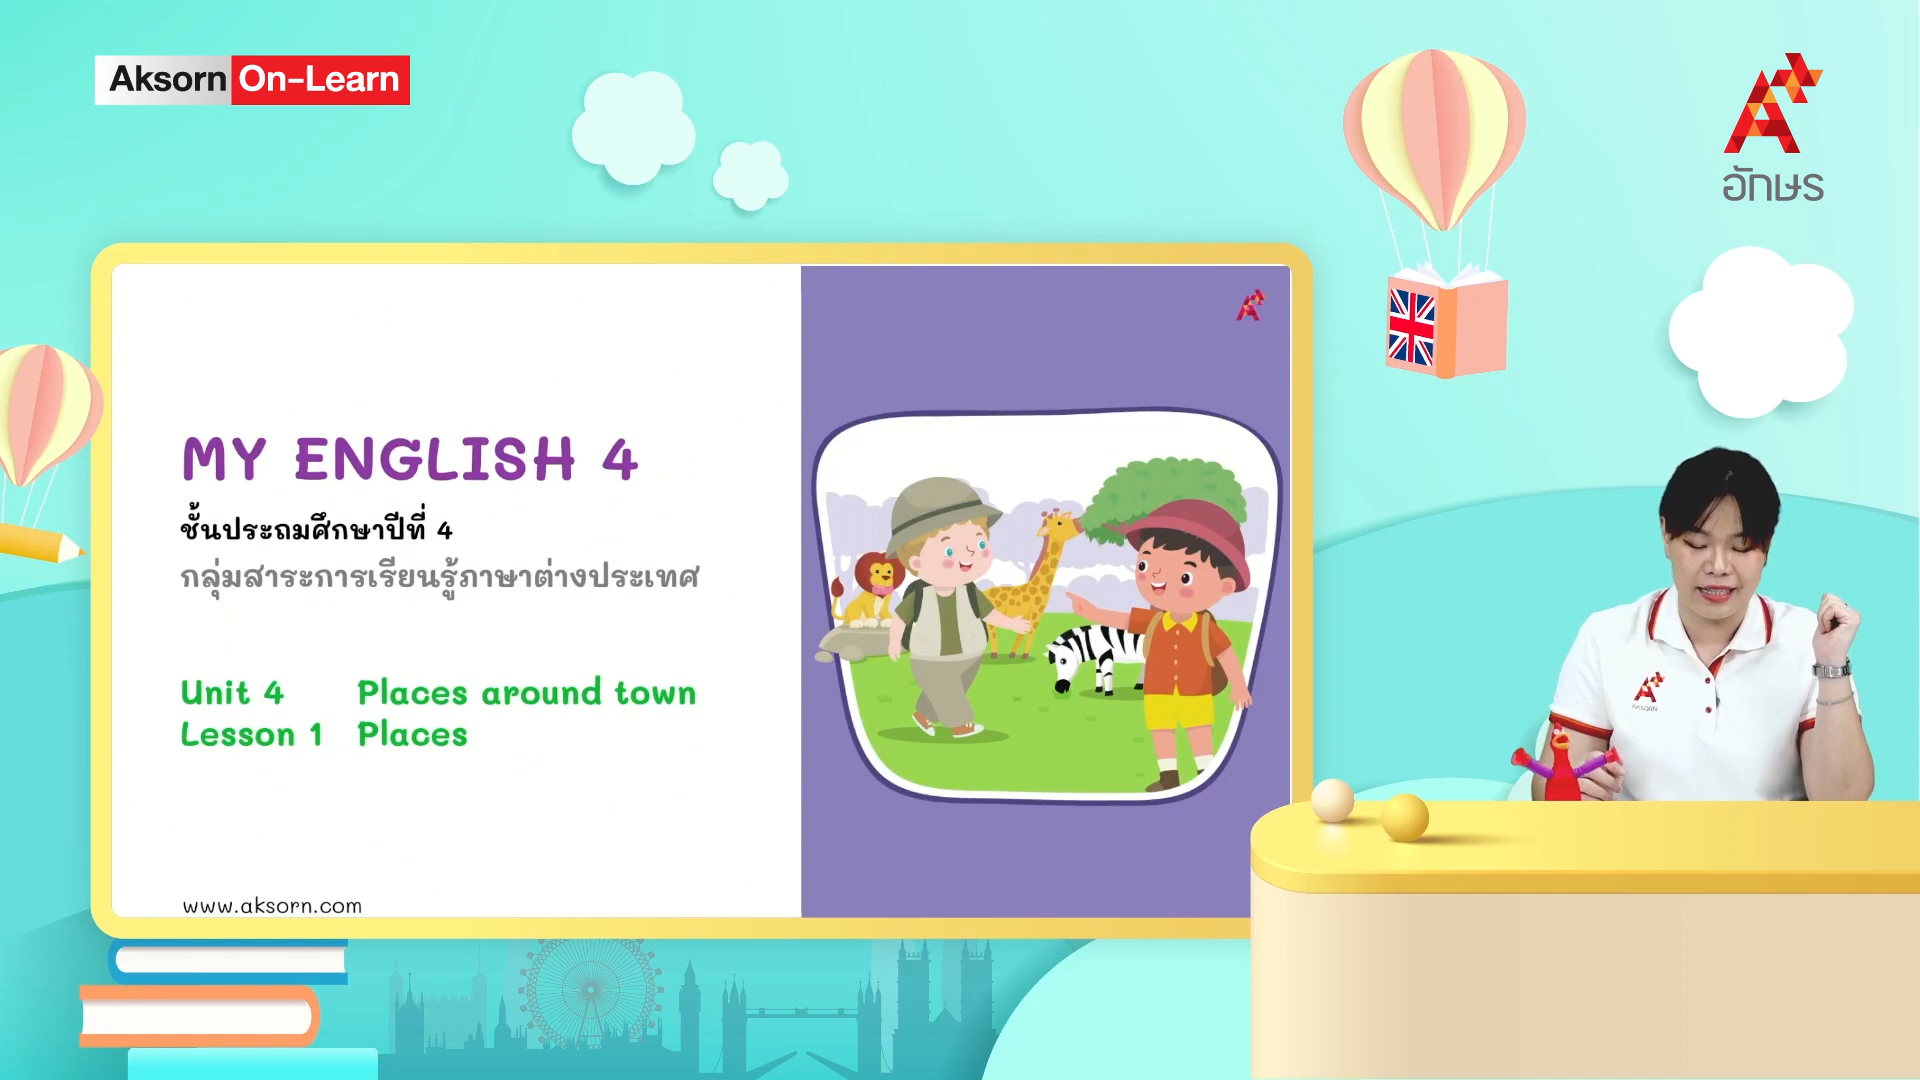 Aksorn On-Learn
อักษร
MY ENGLISH 4
ชั้นประถมศึกษาปีที่ 4
กลุ่มสาระการเรียนรู้ภาษาต่างประเทศ
Unit 4 Places around town
Lesson 1 Places
www.aksorn.com
AKSORN